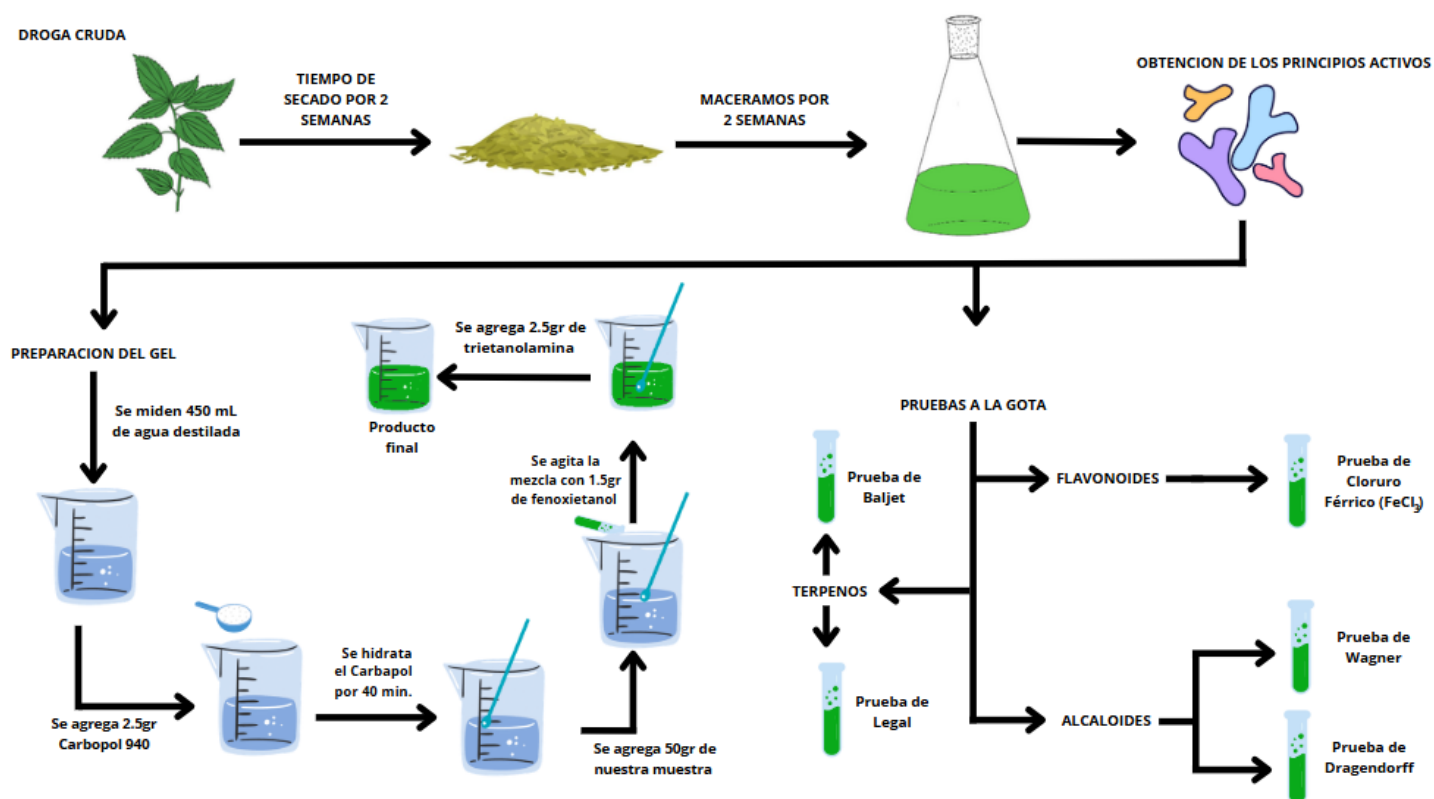 DROGA CRUDA
TIEMPO DE
SECADO POR 2
SEMANAS
MACERAMOS POR
2 SEMANAS
OBTENCION DE LOS PRINCIPIOS ACTIVOS
PREPARACION DEL GEL
Se miden 450 mL
de agua destilada
Se agrega 2.5gr
Carbopol 940
Se hidrata
el Carbapol
por 40 min.
Se agrega 50gr de
nuestra muestra
Se agita la
mezcla con 1.5gr
de fenoxietanol
Se agrega 2.5gr de
trietanolamina
Producto
final
PRUEBAS A LA GOTA
FLAVONOIDES
Prueba de
Cloruro
Férrico (FeCl3)
TERPENOS
Prueba de
Baljet
Prueba de
Legal
ALCALOIDES
Prueba de
Wagner
Prueba de
Dragendorff